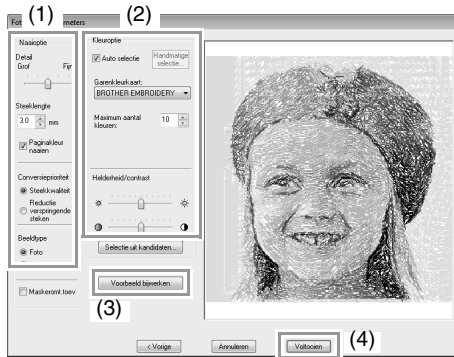 (1)
(2)
meters
Naaioptie
Detail
Grof Fijr
Steeklengte
3.0 mm
Paginakleur
naaien
Conversieprioriteit
Steekkwaliteit
Reductie
verspringende
steken
Beeldtype
Foto
Maskeromt.toev
Kleuroptie
Auto selectie
Handmatige
selectie...
Garenkleurkaart:
BROTHER EMBROIDERY
Maximum aantal
kleuren:
10
Helderheid/contrast
Selectie uit kandidaten...
Voorbeeld bijwerken
(3)
(4)
< Vorige
Annuleren
Voltooien